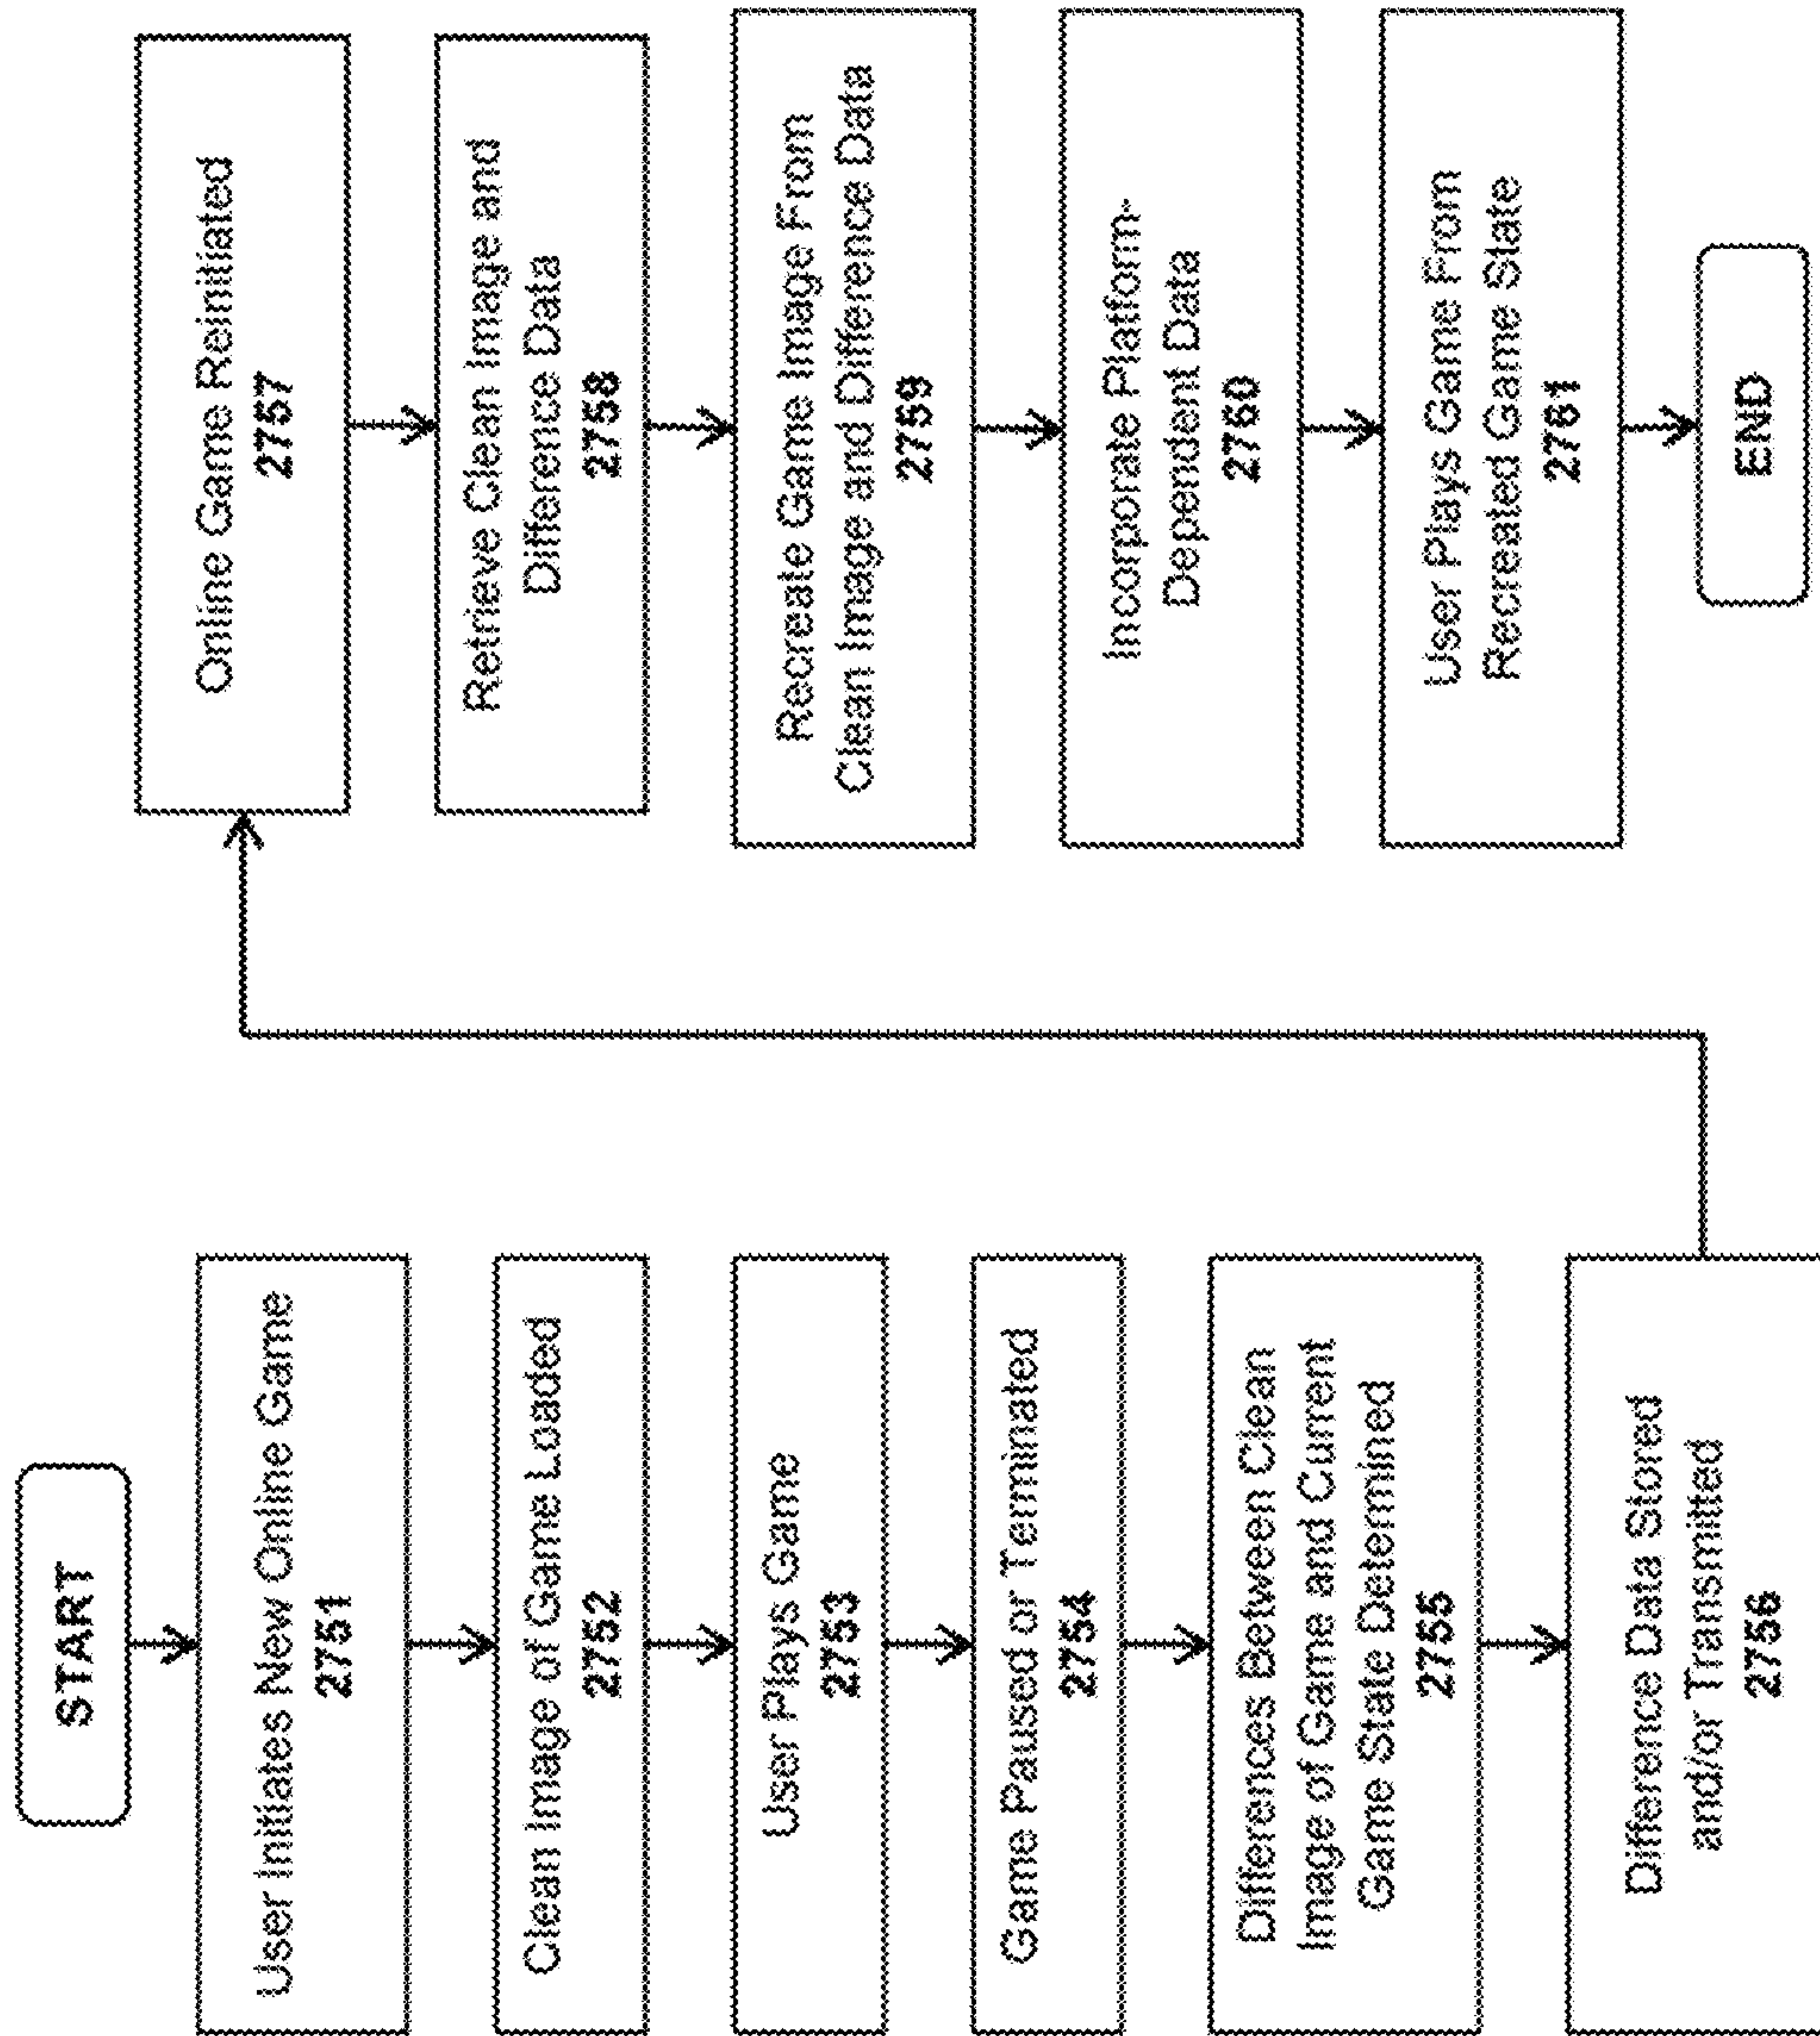 START
User Initiates New Online Game
2751
Clean Image of Game Loaded
2752
User Plays Game
2753
Game Paused or Terminated
2754
Differences Between Clean
Image of Game and Current
Game State Determined
2755
Difference Data Stored
and/or Transmitted
2756
Online Game Reinitiated
2757
Retrieve Clean Image and
Difference Data
2758
Recreate Game Image From
Clean Image and Difference Data
2759
Incorporate Platform-
Dependent Data
2760
User Plays Game From
Recreated Game State
2761
END